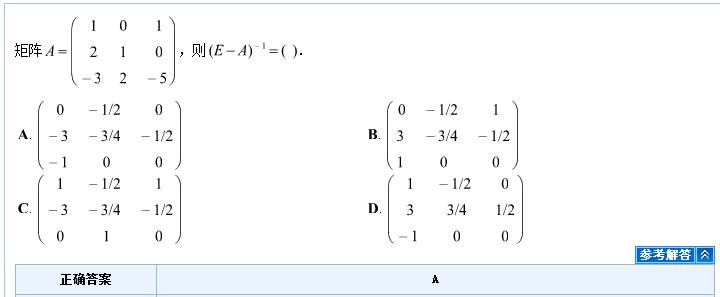 矩阵 A = ( 1 0 1
2 1 0
-3 2 -5 ) , 则 (E-A)⁻¹ = ( ).
A. ( 0 -1/2 0
-3 -3/4 -1/2
-1 0 0 )
B. ( 0 -1/2 1
3 -3/4 -1/2
1 0 0 )
C. ( 1 -1/2 1
-3 -3/4 -1/2
0 1 0 )
D. ( 1 -1/2 0
3 3/4 1/2
-1 0 0 )
参考解答
正确答案 A